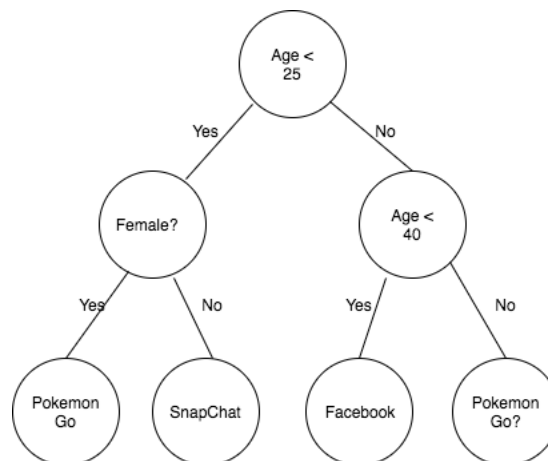 Age <
25
Yes
No
Female?
Age <
40
Yes
No
Yes
No
Pokemon
Go
SnapChat
Facebook
Pokemon
Go?